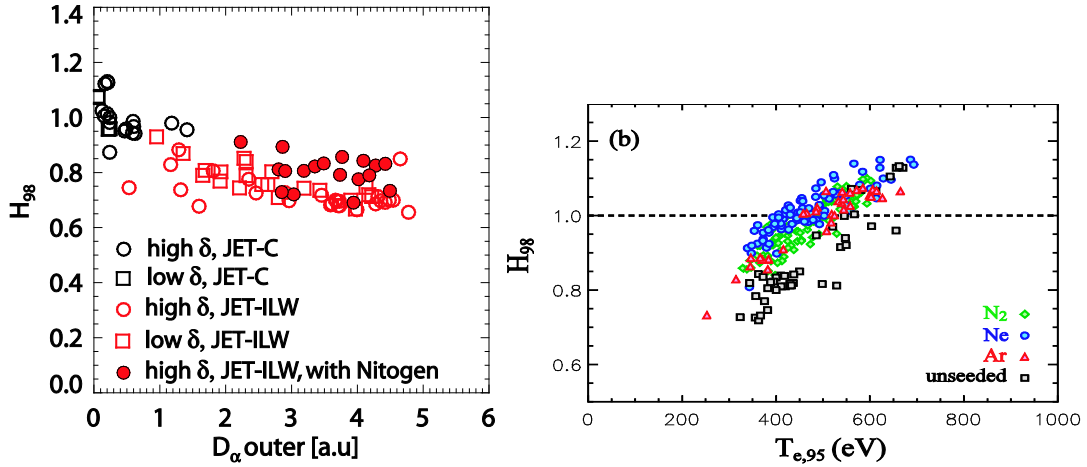 1.4
1.2
1.0
0.8
0.6
0.4
0.2
0.0
H98
high δ, JET-C
low δ, JET-C
high δ, JET-ILW
low δ, JET-ILW
high δ, JET-ILW, with Nitogen
0 1 2 3 4 5 6
Dα outer [a.u]
(b)
1.2
1.0
0.8
0.6
H98
N2
Ne
Ar
unseeded
0 200 400 600 800 1000
Te,95 (eV)